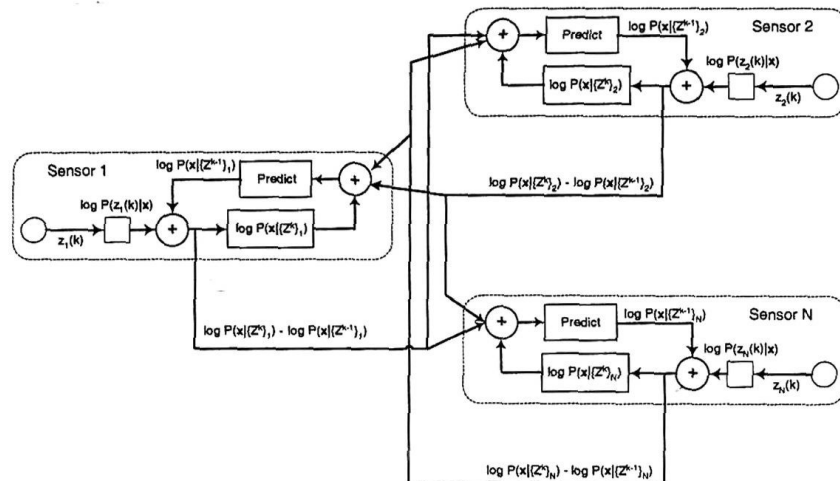 Sensor 2
log P(x|{Z^{k-1}}_2)
Predict
log P(z_2(k)|x)
log P(x|{Z^k}_2)
z_2(k)
Sensor 1
log P(x|{Z^{k-1}}_1)
Predict
log P(x|{Z^k}_2) - log P(x|{Z^{k-1}}_2)
log P(z_1(k)|x)
log P(x|{Z^k}_1)
z_1(k)
log P(x|{Z^k}_1) - log P(x|{Z^{k-1}}_1)
Sensor N
log P(x|{Z^{k-1}}_N)
Predict
log P(z_N(k)|x)
log P(x|{Z^k}_N)
z_N(k)
log P(x|{Z^k}_N) - log P(x|{Z^{k-1}}_N)